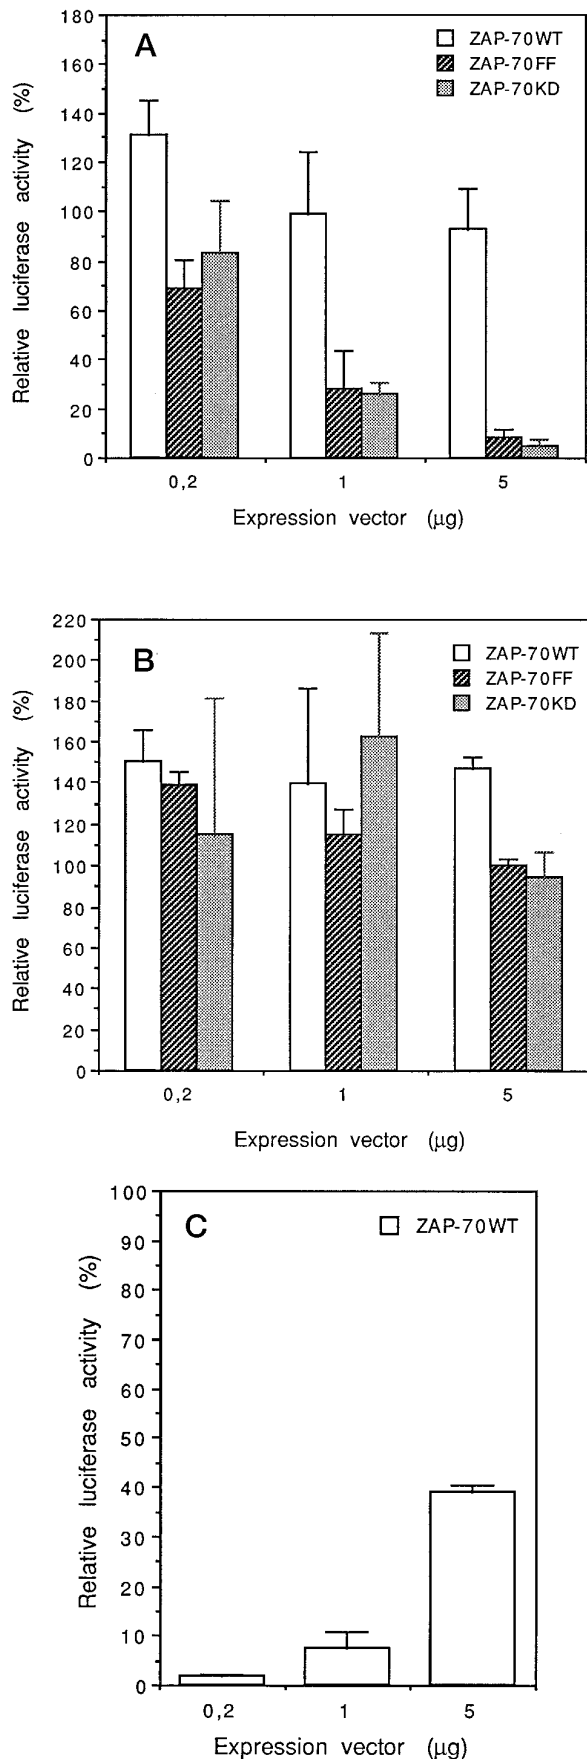 A
ZAP-70WT
ZAP-70FF
ZAP-70KD
180
160
140
120
100
80
60
40
20
0
Relative luciferase activity (%)
0,2 1 5
Expression vector (µg)
B
ZAP-70WT
ZAP-70FF
ZAP-70KD
220
200
180
160
140
120
100
80
60
40
20
0
Relative luciferase activity (%)
0,2 1 5
Expression vector (µg)
C
ZAP-70WT
100
90
80
70
60
50
40
30
20
10
0
Relative luciferase activity (%)
0,2 1 5
Expression vector (µg)